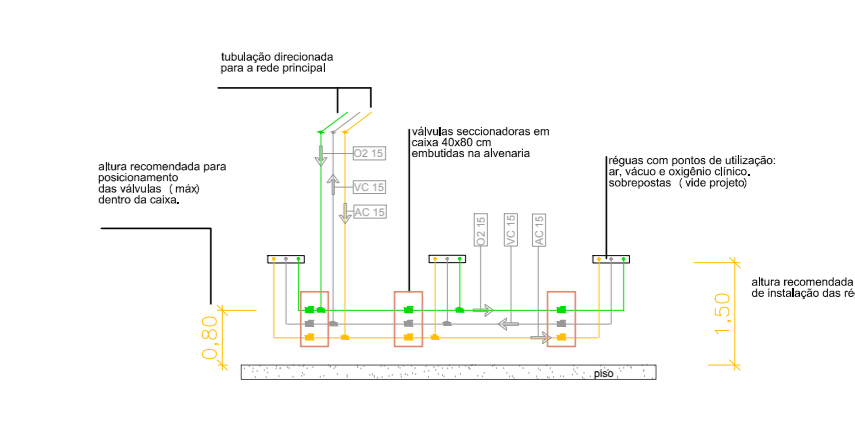 tubulação direcionada
para a rede principal
válvulas seccionadoras em
caixa 40x80 cm
embutidas na alvenaria
altura recomendada para
posicionamento
das válvulas (máx)
dentro da caixa.
réguas com pontos de utilização:
ar, vácuo e oxigênio clínico.
sobrepostas (vide projeto)
O2 15
VC 15
AC 15
O2 15
VC 15
AC 15
altura recomendada
de instalação das ré
0,80
1,50
piso